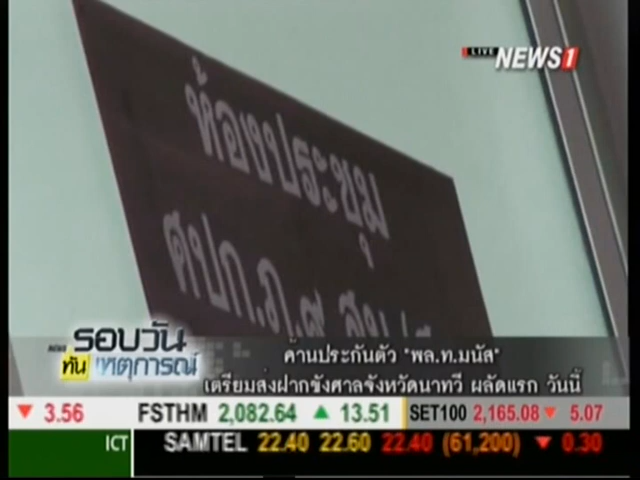 LIVE NEWS1
ห้องประชุม
ศปก.ภ.๙
รอบวัน
ทัน เหตุการณ์
ค้านประกันตัว "พล.ท.มนัส"
เตรียมส่งฝากขังศาลจังหวัดนาทวี ผลัดแรก วันนี้
▼ 3.56 FSTHM 2,082.64 ▲ 13.51 SET100 2,165.08 ▼ 5.07
ICT SAMTEL 22.40 22.60 22.40 (61,200) ▼ 0.30